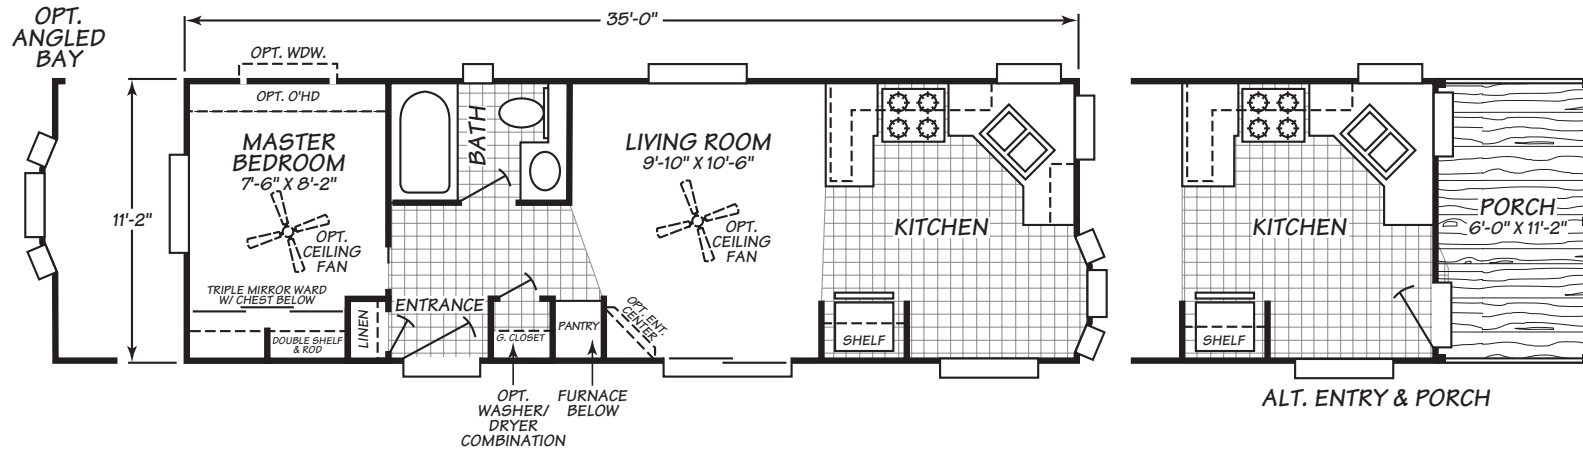 OPT.
ANGLED
BAY
35'-0"
OPT. WDW.
OPT. O'HD
MASTER
BEDROOM
7'-6" X 8'-2"
11'-2"
OPT.
CEILING
FAN
TRIPLE MIRROR WARD
W/ CHEST BELOW
DOUBLE SHELF
& ROD
LINEN
BATH
ENTRANCE
G. CLOSET
PANTRY
OPT.
WASHER/
DRYER
COMBINATION
FURNACE
BELOW
LIVING ROOM
9'-10" X 10'-6"
OPT.
CEILING
FAN
OPT. ENT.
CENTER
KITCHEN
SHELF
KITCHEN
SHELF
PORCH
6'-0" X 11'-2"
ALT. ENTRY & PORCH